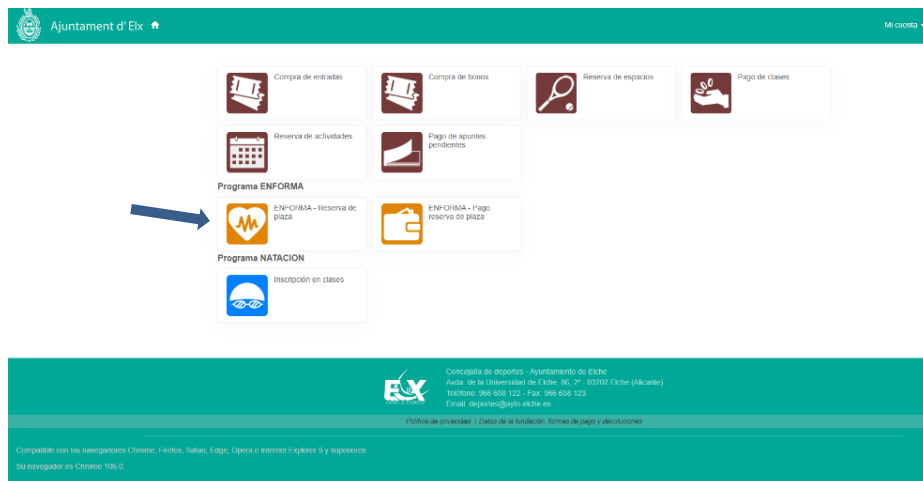 Ajuntament d'Elx
Mi cuenta
Compra de entradas
Compra de bonos
Reserva de espacios
Pago de clases
Reserva de actividades
Pago de apuntes
pendientes
Programa ENFORMA
ENFORMA - Reserva de
plaza
ENFORMA - Pago
reserva de plaza
Programa NATACION
Inscripción en clases
Concejalía de deportes - Ayuntamiento de Elche
Avda. de la Universidad de Elche, 86, 2ª - 03202 Elche (Alicante)
Teléfono: 966 658 122 - Fax: 966 658 123
Email: deportes@ayto-elche.es
Política de privacidad | Datos de la fundación, formas de pago y devoluciones
Compatible con los navegadores Chrome, Firefox, Safari, Edge, Opera e Internet Explorer 9 y superiores.
Su navegador es Chrome 105.0.